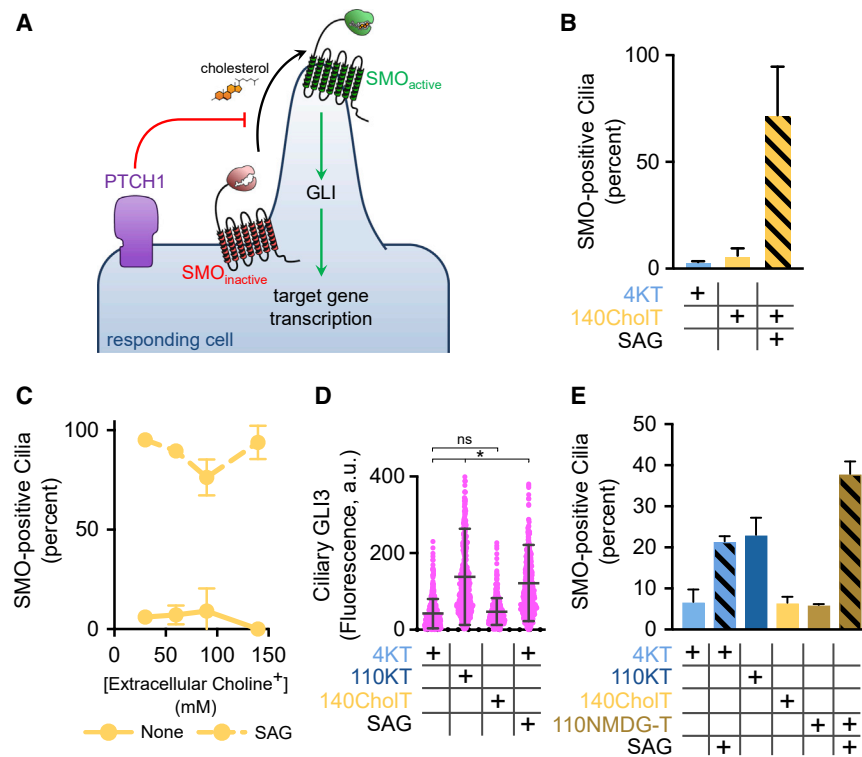 A
cholesterol
SMOactive
PTCH1
GLI
SMOinactive
target gene
transcription
responding cell
B
SMO-positive Cilia
(percent)
100
50
0
4KT +
140CholT + +
SAG +
C
SMO-positive Cilia
(percent)
100
50
0
0 50 100 150
[Extracellular Choline+]
(mM)
None SAG
D
Ciliary GLI3
(Fluorescence, a.u.)
ns
*
400
200
0
4KT + +
110KT +
140CholT +
SAG +
E
SMO-positive Cilia
(percent)
50
40
30
20
10
0
4KT + +
110KT +
140CholT +
110NMDG-T + +
SAG + +